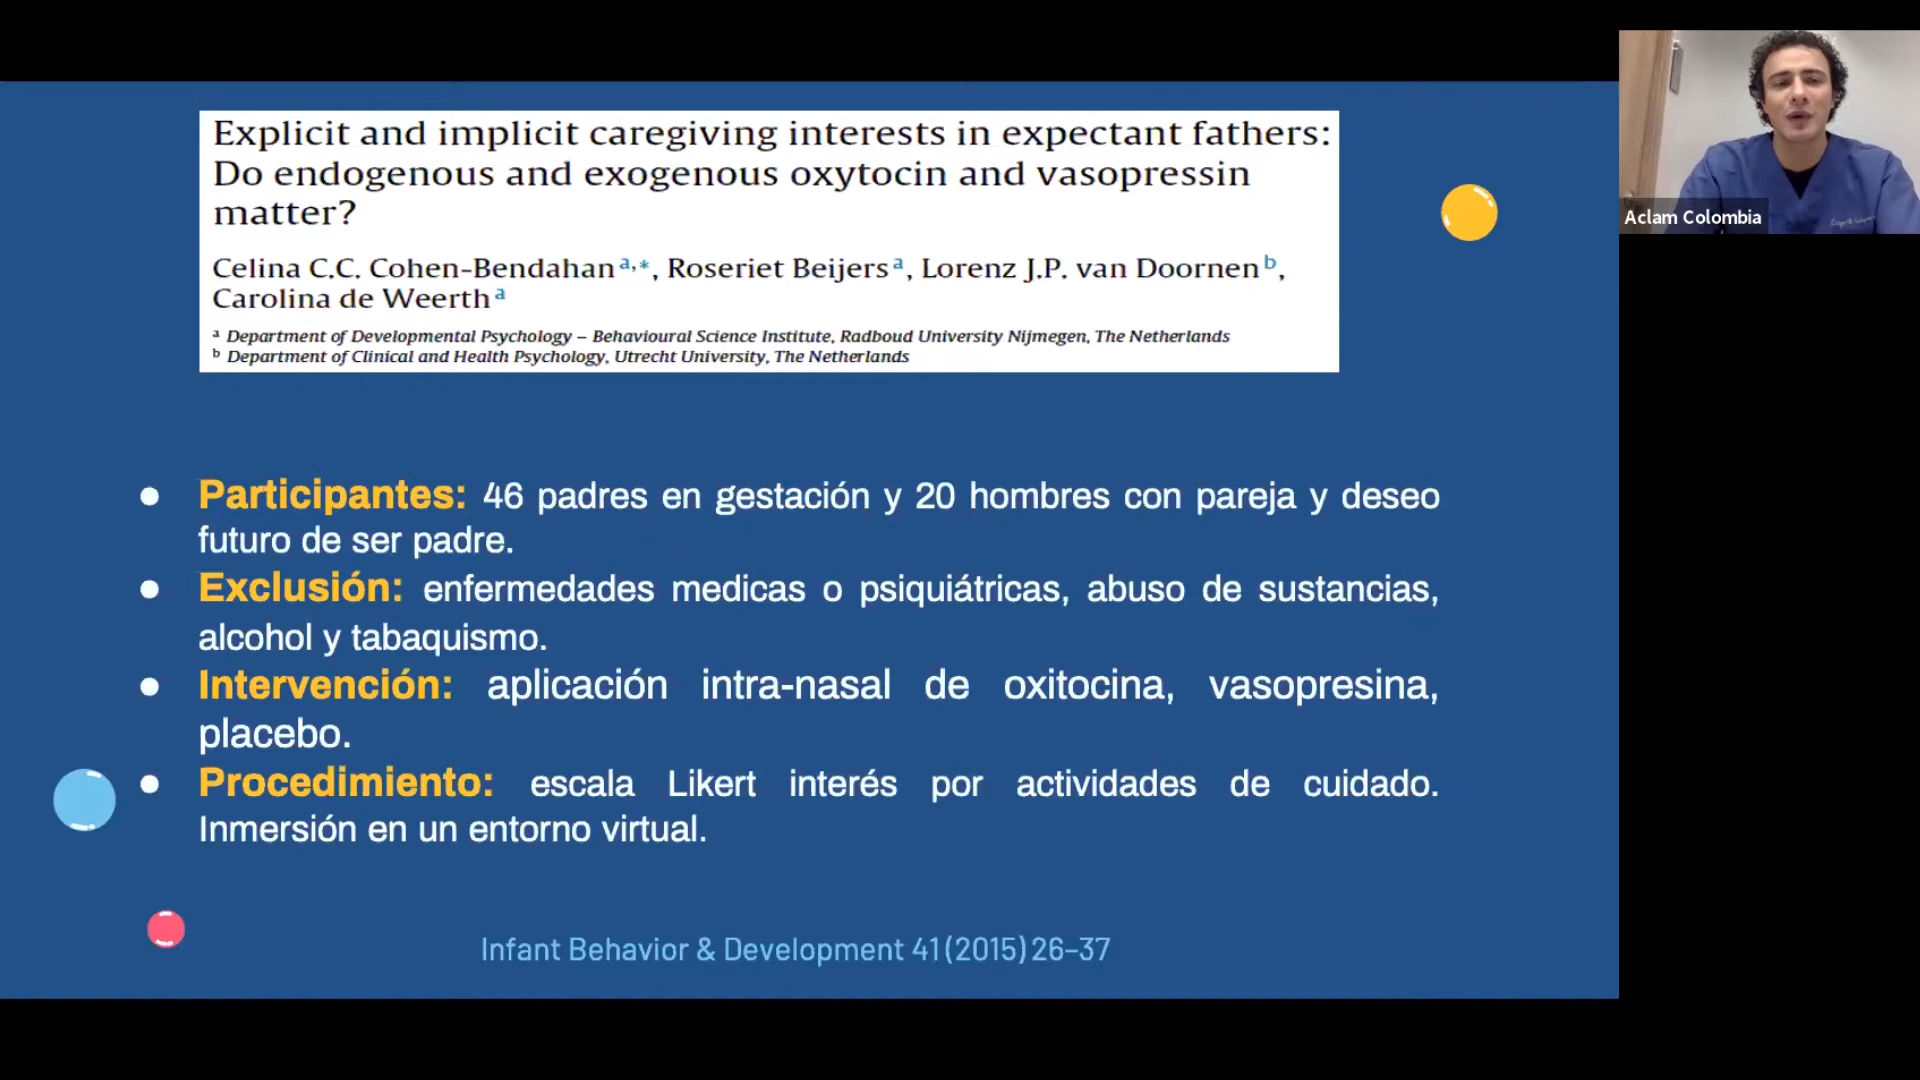 Explicit and implicit caregiving interests in expectant fathers:
Do endogenous and exogenous oxytocin and vasopressin
matter?
Celina C.C. Cohen-Bendahan a,*, Roseriet Beijers a, Lorenz J.P. van Doornen b,
Carolina de Weerth a
a Department of Developmental Psychology – Behavioural Science Institute, Radboud University Nijmegen, The Netherlands
b Department of Clinical and Health Psychology, Utrecht University, The Netherlands
Aclam Colombia
● Participantes: 46 padres en gestación y 20 hombres con pareja y deseo
futuro de ser padre.
● Exclusión: enfermedades medicas o psiquiátricas, abuso de sustancias,
alcohol y tabaquismo.
● Intervención: aplicación intra-nasal de oxitocina, vasopresina,
placebo.
● Procedimiento: escala Likert interés por actividades de cuidado.
Inmersión en un entorno virtual.
Infant Behavior & Development 41 (2015) 26–37